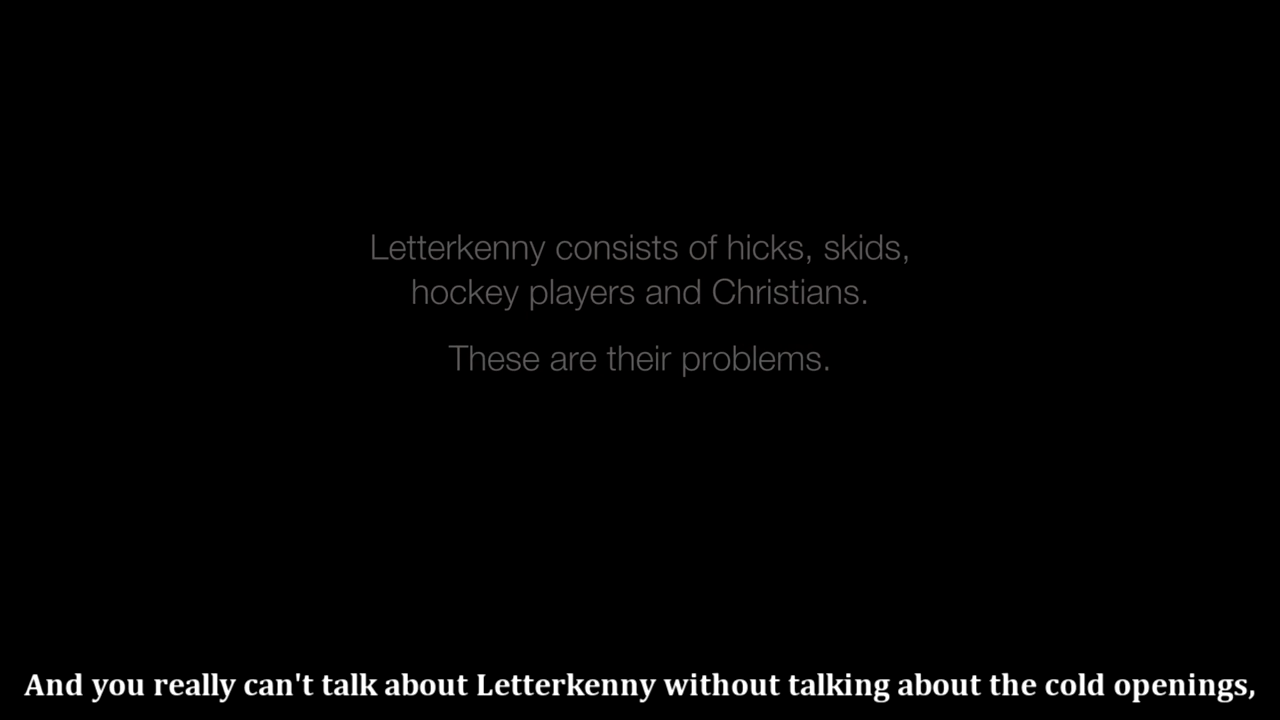 Letterkenny consists of hicks, skids,
hockey players and Christians.
These are their problems.
And you really can't talk about Letterkenny without talking about the cold openings,